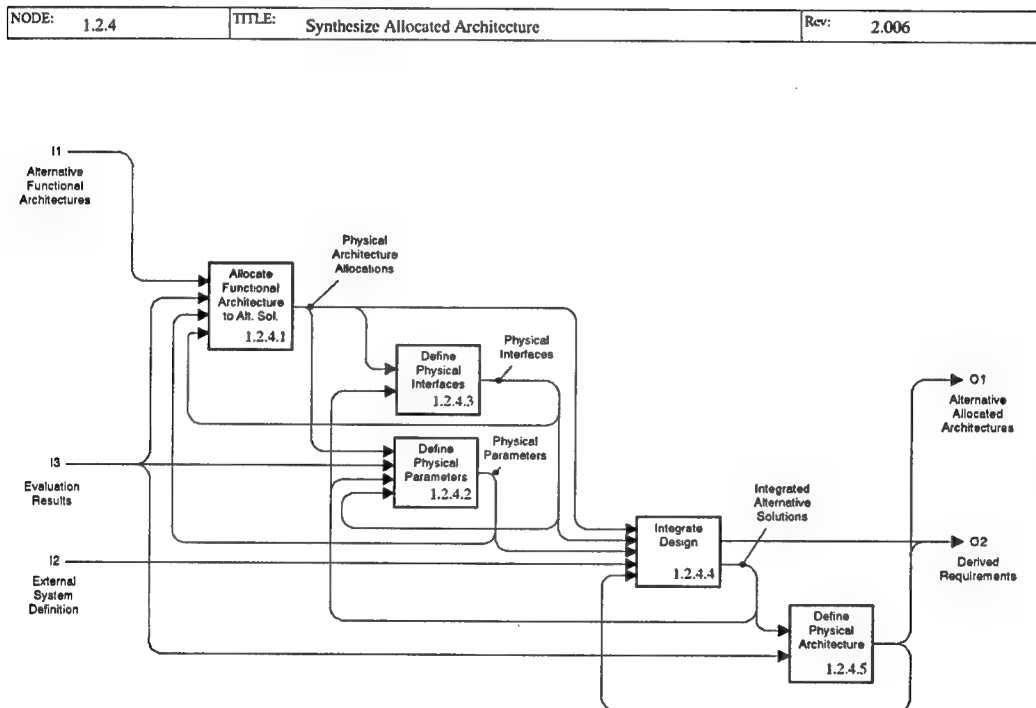 NODE: 1.2.4 TITLE: Synthesize Allocated Architecture Rev: 2.006
I1
Alternative
Functional
Architectures
Physical
Architecture
Allocations
Allocate
Functional
Architecture
to Alt. Sol.
1.2.4.1
Define
Physical
Interfaces
1.2.4.3
Physical
Interfaces
O1
Alternative
Allocated
Architectures
I3
Evaluation
Results
Define
Physical
Parameters
1.2.4.2
Physical
Parameters
Integrated
Alternative
Solutions
Integrate
Design
1.2.4.4
O2
Derived
Requirements
I2
External
System
Definition
Define
Physical
Architecture
1.2.4.5